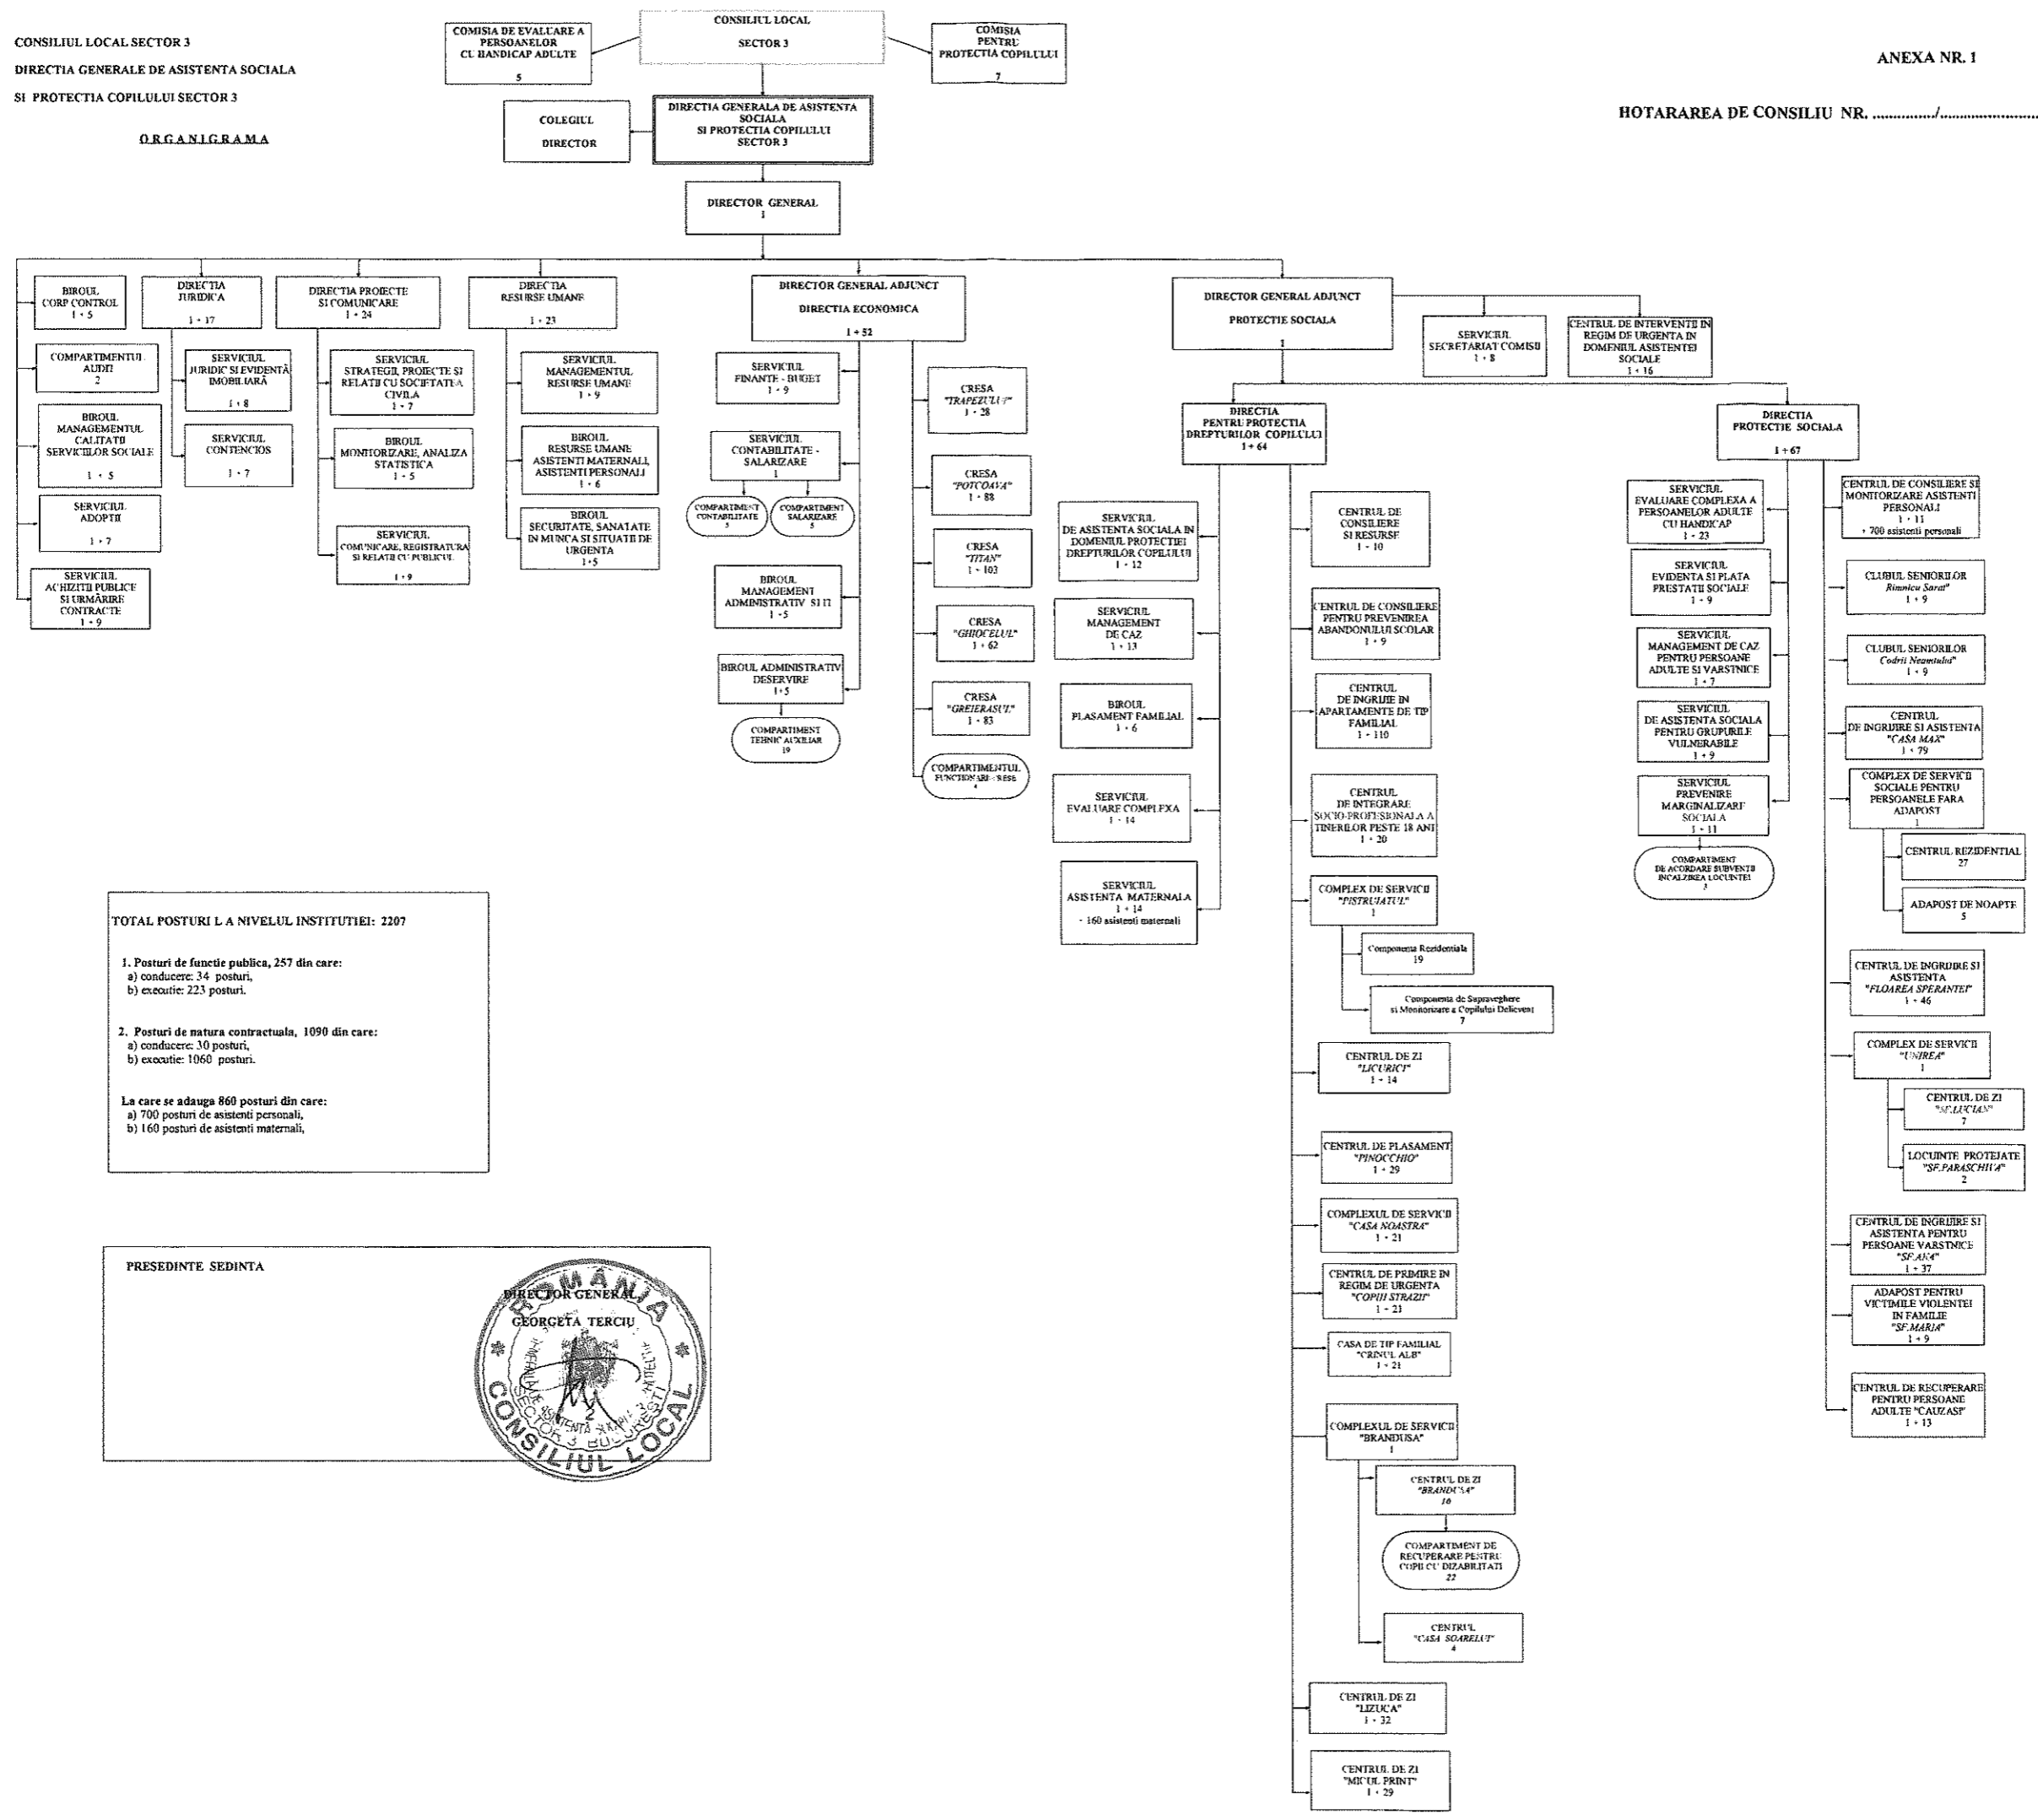 CONSILIUL LOCAL SECTOR 3
DIRECTIA GENERALE DE ASISTENTA SOCIALA
SI PROTECTIA COPILULUI SECTOR 3
O R G A N I G R A M A
COMISIA DE EVALUARE A
PERSOANELOR
CU HANDICAP ADULTE
5
CONSILIUL LOCAL
SECTOR 3
COMISIA
PENTRU
PROTECTIA COPILULUI
7
ANEXA NR. 1
HOTARAREA DE CONSILIU NR. .............../........................
COLEGIUL
DIRECTOR
DIRECTIA GENERALA DE ASISTENTA
SOCIALA
SI PROTECTIA COPILULUI
SECTOR 3
DIRECTOR GENERAL
1
BIROUL
CORP CONTROL
1 + 5
COMPARTIMENTUL
AUDIT
2
BIROUL
MANAGEMENTUL
CALITATII
SERVICIILOR SOCIALE
1 + 5
SERVICIUL
ADOPTII
1 + 7
SERVICIUL
ACHIZITII PUBLICE
SI URMĂRIRE
CONTRACTE
1 + 9
DIRECTIA
JURIDICA
1 + 17
SERVICIUL
JURIDIC SI EVIDENTĂ
IMOBILIARĂ
1 + 8
SERVICIUL
CONTENCIOS
1 + 7
DIRECTIA PROIECTE
SI COMUNICARE
1 + 24
SERVICIUL
STRATEGII, PROIECTE SI
RELATII CU SOCIETATEA
CIVILA
1 + 7
BIROUL
MONITORIZARE, ANALIZA
STATISTICA
1 + 5
SERVICIUL
COMUNICARE, REGISTRATURA
SI RELATII CU PUBLICUL
1 + 9
DIRECTIA
RESURSE UMANE
1 + 23
SERVICIUL
MANAGEMENTUL
RESURSE UMANE
1 + 9
BIROUL
RESURSE UMANE
ASISTENTI MATERNALI,
ASISTENTI PERSONALI
1 + 6
BIROUL
SECURITATE, SANATATE
IN MUNCA SI SITUATII DE
URGENTA
1+5
DIRECTOR GENERAL ADJUNCT
DIRECTIA ECONOMICA
1 + 52
SERVICIUL
FINANTE - BUGET
1 + 9
SERVICIUL
CONTABILITATE -
SALARIZARE
1
COMPARTIMENT
CONTABILITATE
COMPARTIMENT
SALARIZARE
5
BIROUL
MANAGEMENT
ADMINISTRATIV SI IT
1+5
BIROUL ADMINISTRATIV
DESERVIRE
1+5
COMPARTIMENT
TEHNIC AUXILIAR
19
CRESA
"TRAPEZULUI"
1 + 28
CRESA
"POTCOAVA"
1 + 88
CRESA
"TITAN"
1 + 103
CRESA
"GHIOCELUL"
1 + 62
CRESA
"GREIERASUL"
1 + 83
COMPARTIMENTUL
4
DIRECTOR GENERAL ADJUNCT
PROTECTIE SOCIALA
1
SERVICIUL
SECRETARIAT COMISII
1 + 8
CENTRUL DE INTERVENTII IN
REGIM DE URGENTA IN
DOMENIUL ASISTENTEI
SOCIALE
1 + 16
DIRECTIA
PENTRU PROTECTIA
DREPTURILOR COPILULUI
1 + 64
SERVICIUL
DE ASISTENTA SOCIALA IN
DOMENIUL PROTECTIEI
DREPTURILOR COPILULUI
1 + 12
SERVICIUL
MANAGEMENT
DE CAZ
1 + 13
BIROUL
PLASAMENT FAMILIAL
1 + 6
SERVICIUL
EVALUARE COMPLEXA
1 + 14
SERVICIUL
ASISTENTA MATERNALA
1 + 14
+ 160 asistenti maternali
CENTRUL DE
CONSILIERE
SI RESURSE
1 + 10
CENTRUL DE CONSILIERE
PENTRU PREVENIREA
ABANDONULUI SCOLAR
1 + 9
CENTRUL
DE INGRIJIE IN
APARTAMENTE DE TIP
FAMILIAL
1 + 110
CENTRUL
DE INTEGRARE
SOCIO-PROFESIONALA A
TINERILOR PESTE 18 ANI
1 + 20
COMPLEX DE SERVICII
"PISTRUIATUL"
1
Componenta Rezidentiala
19
Componenta de Supraveghere
si Monitorizare a Copilului Delicvent
7
CENTRUL DE ZI
"LICURICI"
1 + 14
CENTRUL DE PLASAMENT
"PINOCCHIO"
1 + 29
COMPLEXUL DE SERVICII
"CASA NOASTRA"
1 + 21
CENTRUL DE PRIMIRE IN
REGIM DE URGENTA
"COPIII STRAZII"
1 + 21
CASA DE TIP FAMILIAL
"CRINUL ALB"
1 + 21
COMPLEXUL DE SERVICII
"BRANDUSA"
1
CENTRUL DE ZI
"BRANDUSA"
COMPARTIMENT DE
RECUPERARE PENTRU
COPII CU DIZABILITATI
22
CENTRUL
"CASA SOARELUI"
4
CENTRUL DE ZI
"LIZUCA"
1 + 32
CENTRUL DE ZI
"MICUL PRINT"
1 + 29
DIRECTIA
PROTECTIE SOCIALA
1 + 67
SERVICIUL
EVALUARE COMPLEXA A
PERSOANELOR ADULTE
CU HANDICAP
1 + 23
SERVICIUL
EVIDENTA SI PLATA
PRESTATII SOCIALE
1 + 9
SERVICIUL
MANAGEMENT DE CAZ
PENTRU PERSOANE
ADULTE SI VARSTNICE
1 + 7
SERVICIUL
DE ASISTENTA SOCIALA
PENTRU GRUPURILE
VULNERABILE
1 + 9
SERVICIUL
PREVENIRE
MARGINALIZARE
SOCIALA
1 + 11
COMPARTIMENT
DE ACORDARE SUBVENTII
INCALZIREA LOCUINTEI
CENTRUL DE CONSILIERE SI
MONITORIZARE ASISTENTI
PERSONALI
1 + 11
+ 700 asistenti personali
CLUBUL SENIORILOR
Rimnicu Sarat"
1 + 9
CLUBUL SENIORILOR
Codrii Neamtului"
1 + 9
CENTRUL
DE INGRIJIRE SI ASISTENTA
"CASA MAX"
1 + 79
COMPLEX DE SERVICII
SOCIALE PENTRU
PERSOANELE FARA
ADAPOST
1
CENTRUL REZIDENTIAL
27
ADAPOST DE NOAPTE
5
CENTRUL DE INGRIJIRE SI
ASISTENTA
"FLOAREA SPERANTEI"
1 + 46
COMPLEX DE SERVICII
"UNIREA"
1
CENTRUL DE ZI
"SF.LUCIAN"
7
LOCUINTE PROTEJATE
"SF.PARASCHIVA"
2
CENTRUL DE INGRIJIRE SI
ASISTENTA PENTRU
PERSOANE VARSTNICE
"SF.ANA"
1 + 37
ADAPOST PENTRU
VICTIMILE VIOLENTEI
IN FAMILIE
"SF.MARIA"
1 + 9
CENTRUL DE RECUPERARE
PENTRU PERSOANE
ADULTE "CAUZASI"
1 + 13
TOTAL POSTURI L A NIVELUL INSTITUTIEI: 2207
1. Posturi de functie publica, 257 din care:
a) conducere: 34 posturi,
b) executie: 223 posturi.
2. Posturi de natura contractuala, 1090 din care:
a) conducere: 30 posturi,
b) executie: 1060 posturi.
La care se adauga 860 posturi din care:
a) 700 posturi de asistenti personali,
b) 160 posturi de asistenti maternali,
PRESEDINTE SEDINTA
DIRECTOR GENERAL,
GEORGETA TERCIU
ROMÂNIA
CONSILIUL LOCAL
SECTOR 3 BUCUREȘTI
2